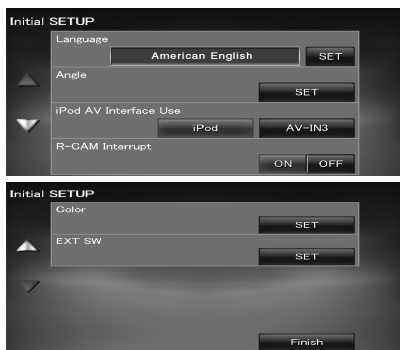 Initial SETUP
Language
American English SET
Angle
SET
iPod AV Interface Use
iPod AV-IN3
R-CAM Interrupt
ON OFF
Initial SETUP
Color
SET
EXT SW
SET
Finish